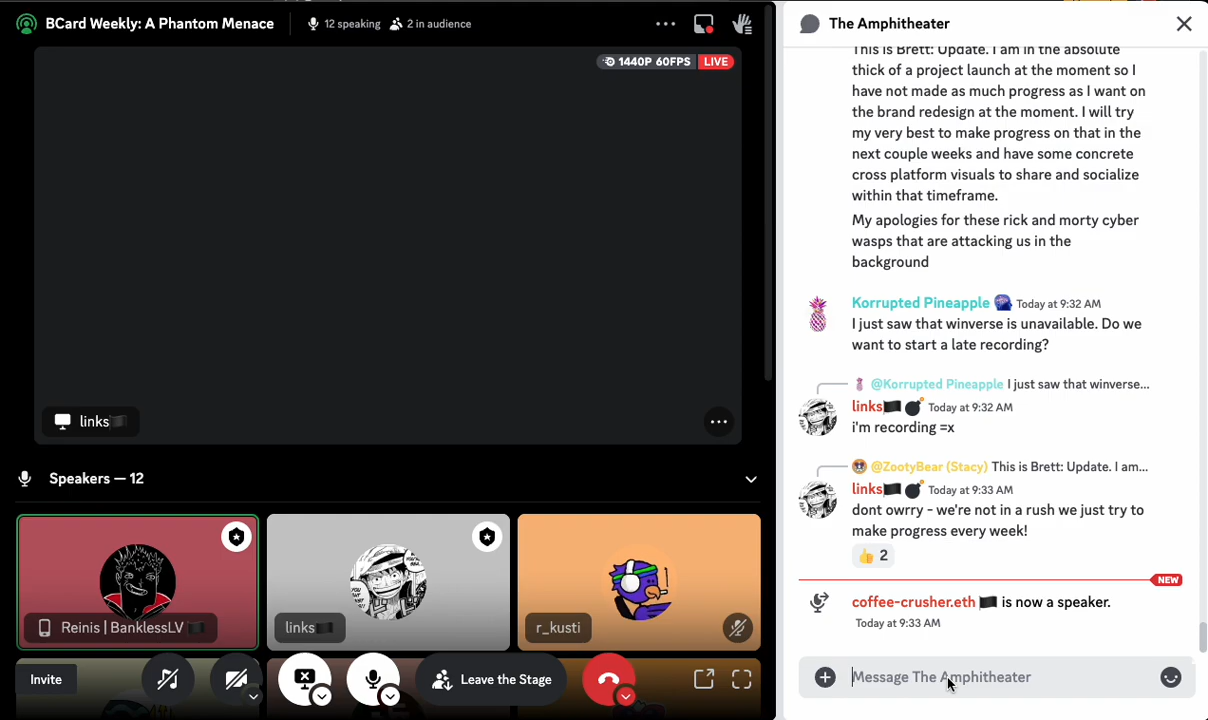 BCard Weekly: A Phantom Menace
12 speaking
2 in audience
1440P 60FPS
LIVE
links
Speakers — 12
Reinis | BanklessLV
links
r_kusti
Invite
Leave the Stage
The Amphitheater
This is Brett: Update. I am in the absolute
thick of a project launch at the moment so I
have not made as much progress as I want on
the brand redesign at the moment. I will try
my very best to make progress on that in the
next couple weeks and have some concrete
cross platform visuals to share and socialize
within that timeframe.
My apologies for these rick and morty cyber
wasps that are attacking us in the
background
Korrupted Pineapple Today at 9:32 AM
I just saw that winverse is unavailable. Do we
want to start a late recording?
@Korrupted Pineapple I just saw that winverse...
links Today at 9:32 AM
i'm recording =x
@ZootyBear (Stacy) This is Brett: Update. I am...
links Today at 9:33 AM
dont owrry - we're not in a rush we just try to
make progress every week!
👍 2
NEW
coffee-crusher.eth 🏴 is now a speaker.
Today at 9:33 AM
Message The Amphitheater